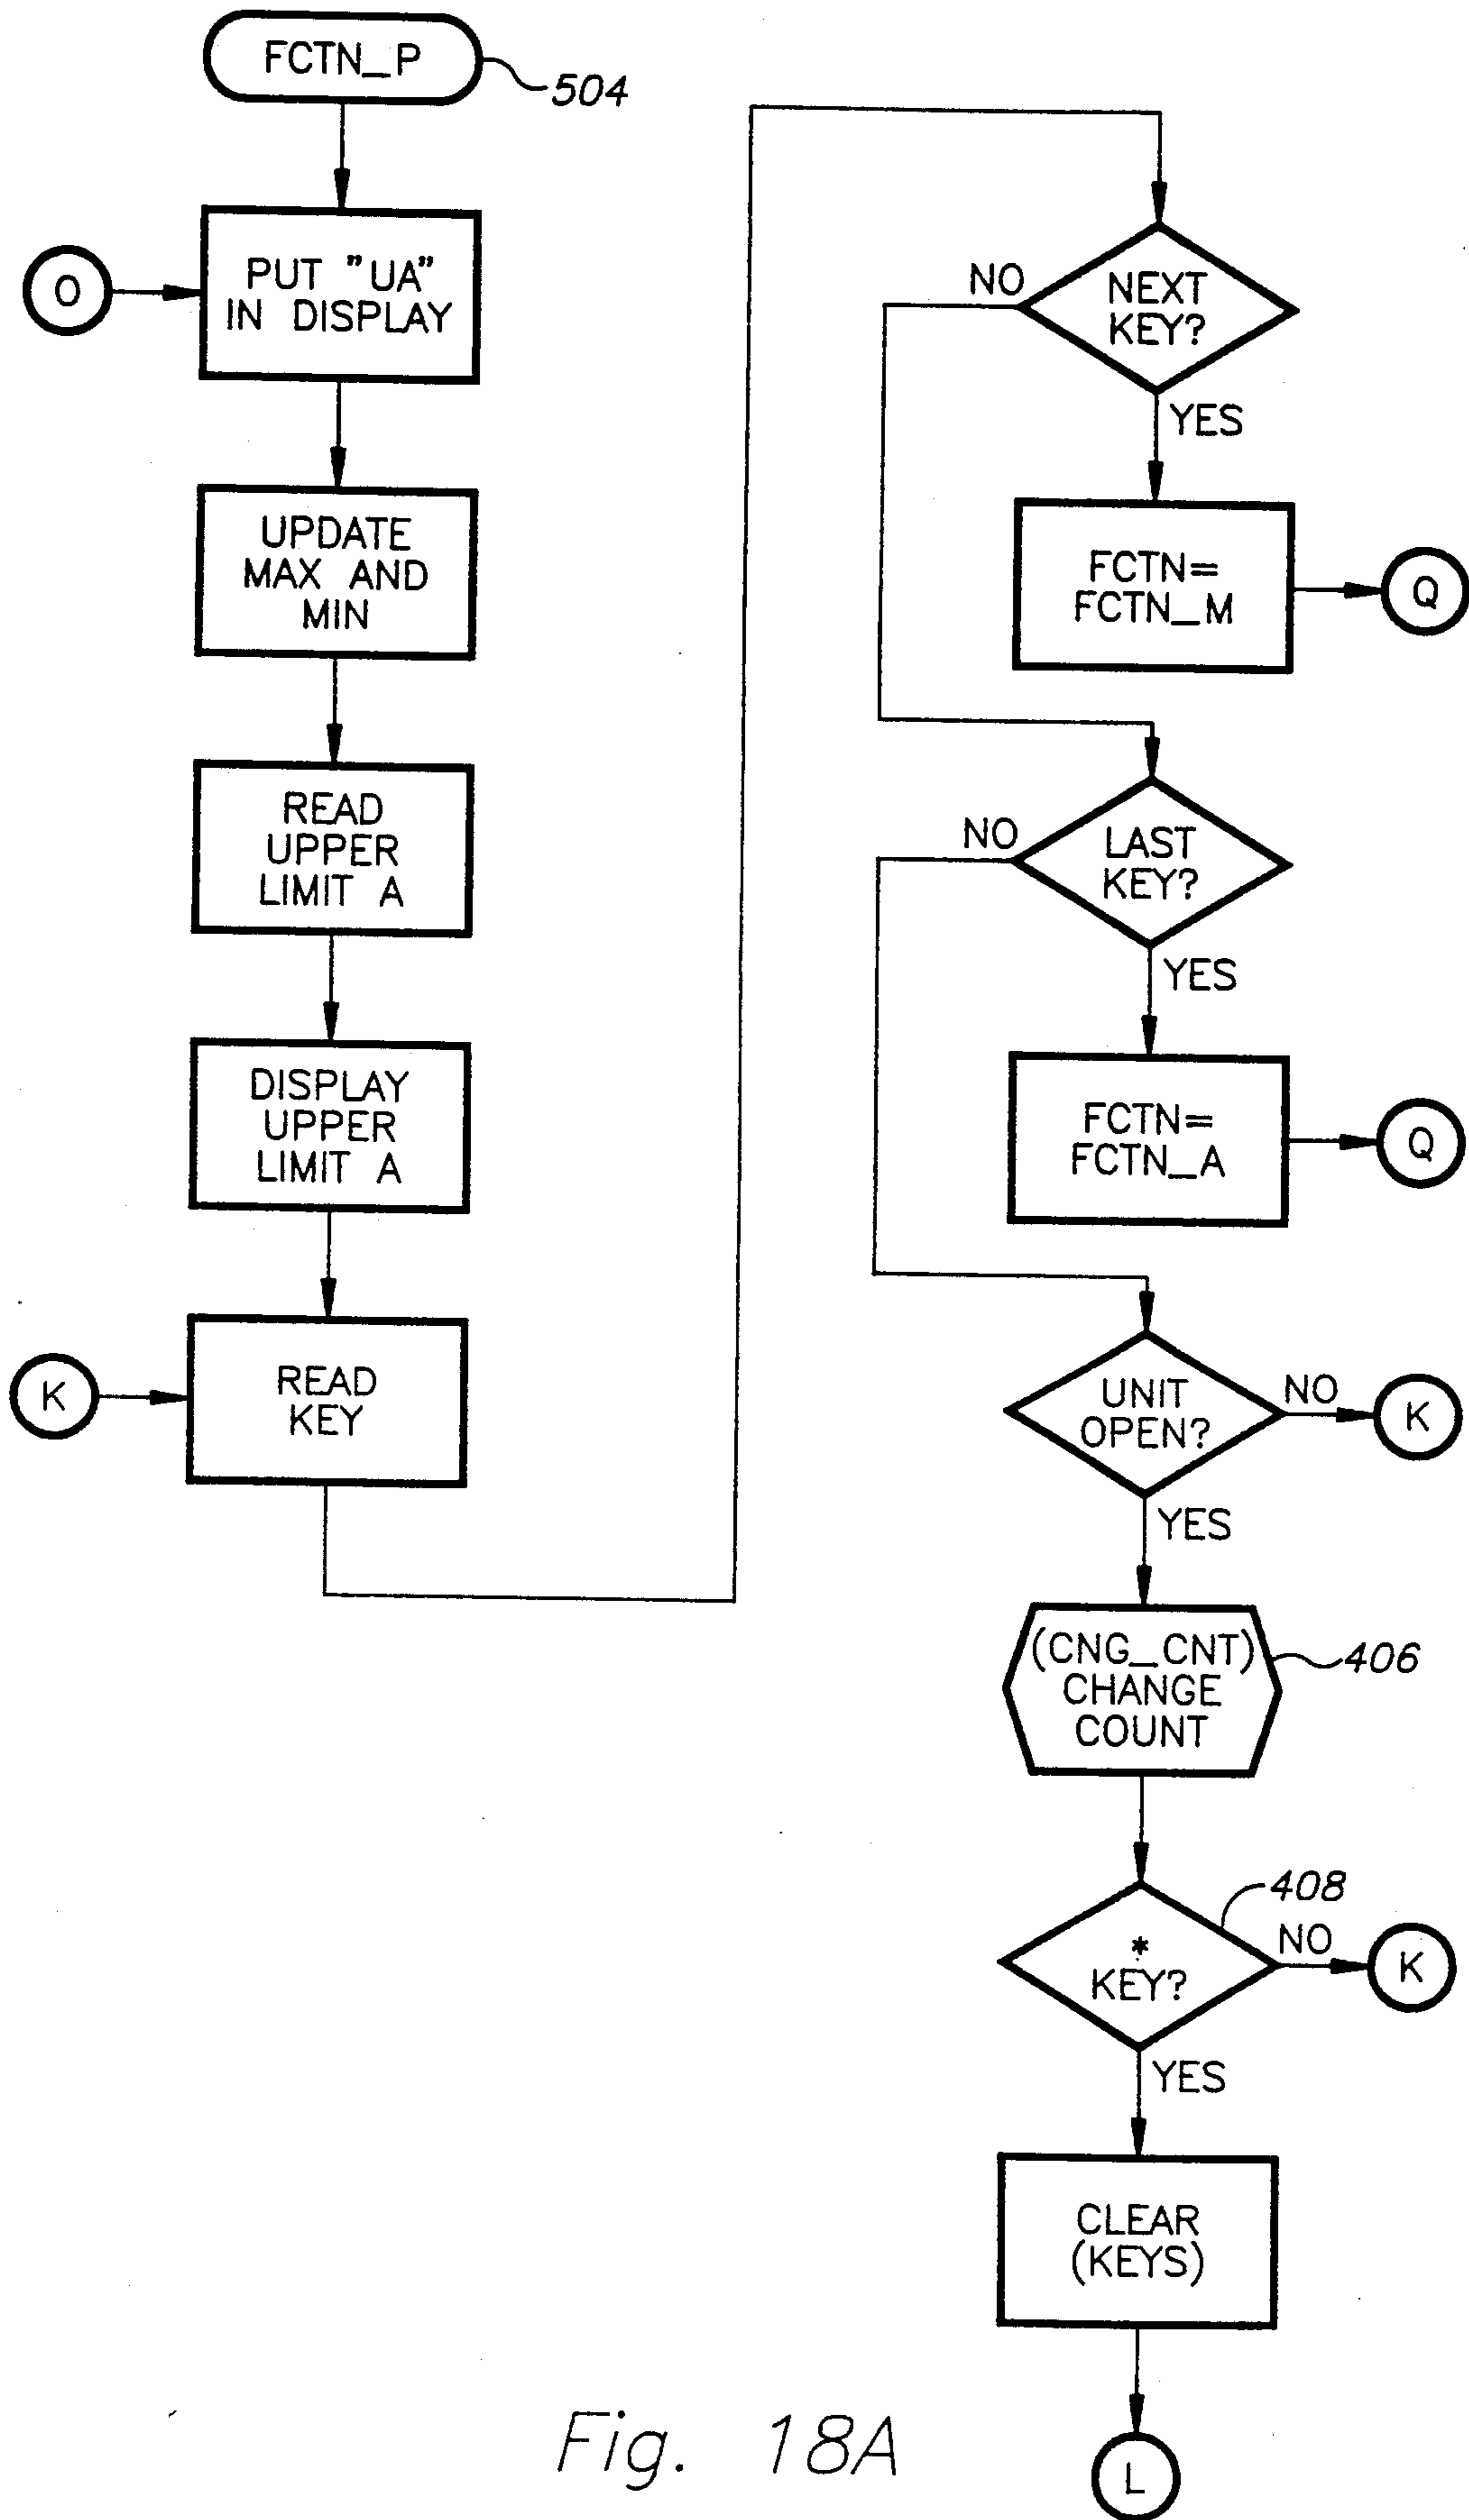 FCTN_P
504
O
PUT "UA"
IN DISPLAY
UPDATE
MAX AND
MIN
READ
UPPER
LIMIT A
DISPLAY
UPPER
LIMIT A
K
READ
KEY
NEXT
KEY?
NO
YES
FCTN=
FCTN_M
Q
LAST
KEY?
NO
YES
FCTN=
FCTN_A
Q
UNIT
OPEN?
NO
K
YES
(CNG_CNT)
CHANGE
COUNT
406
408
*
KEY?
NO
K
YES
CLEAR
(KEYS)
L
Fig. 18A